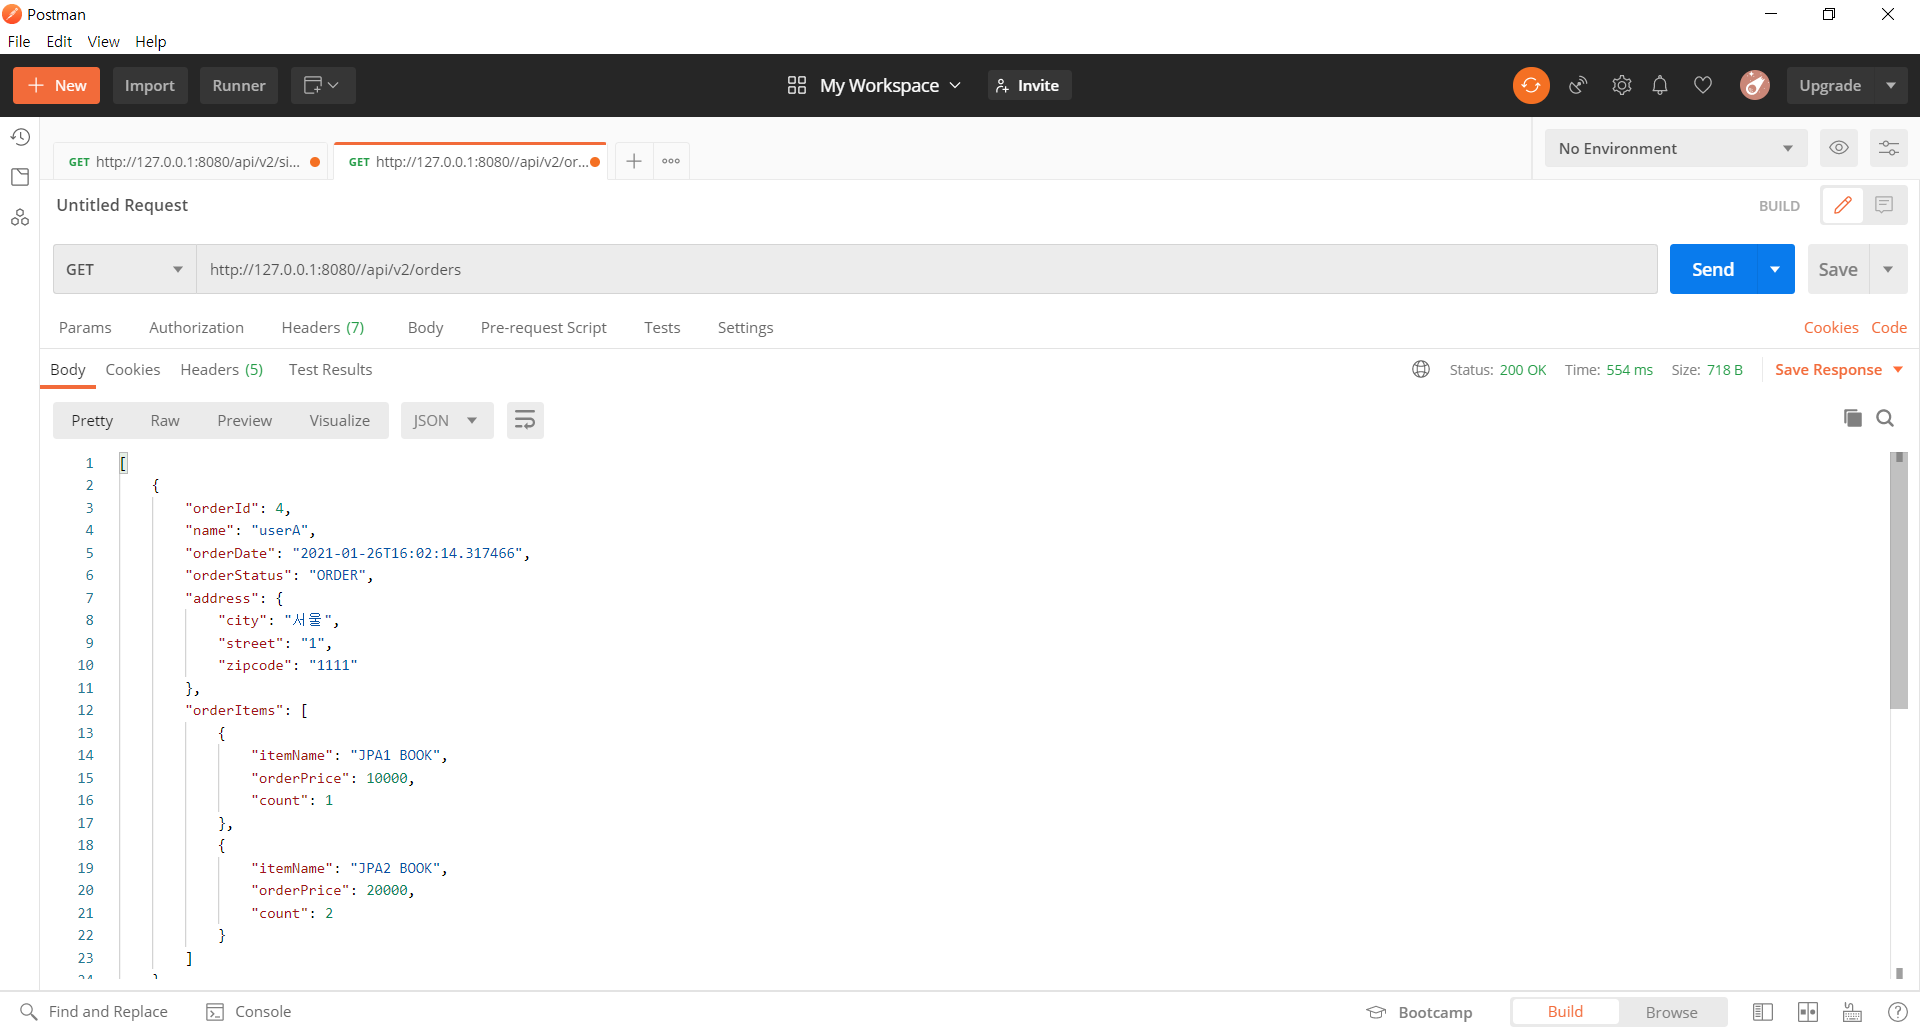 Postman
File Edit View Help
New Import Runner My Workspace Invite Upgrade
GET http://127.0.0.1:8080/api/v2/si... GET http://127.0.0.1:8080//api/v2/or... No Environment
Untitled Request BUILD
GET http://127.0.0.1:8080//api/v2/orders Send Save
Params Authorization Headers (7) Body Pre-request Script Tests Settings Cookies Code
Body Cookies Headers (5) Test Results Status: 200 OK Time: 554 ms Size: 718 B Save Response
Pretty Raw Preview Visualize JSON
1 [
2 {
3 "orderId": 4,
4 "name": "userA",
5 "orderDate": "2021-01-26T16:02:14.317466",
6 "orderStatus": "ORDER",
7 "address": {
8 "city": "서울",
9 "street": "1",
10 "zipcode": "1111"
11 },
12 "orderItems": [
13 {
14 "itemName": "JPA1 BOOK",
15 "orderPrice": 10000,
16 "count": 1
17 },
18 {
19 "itemName": "JPA2 BOOK",
20 "orderPrice": 20000,
21 "count": 2
22 }
23 ]
Find and Replace Console Bootcamp Build Browse